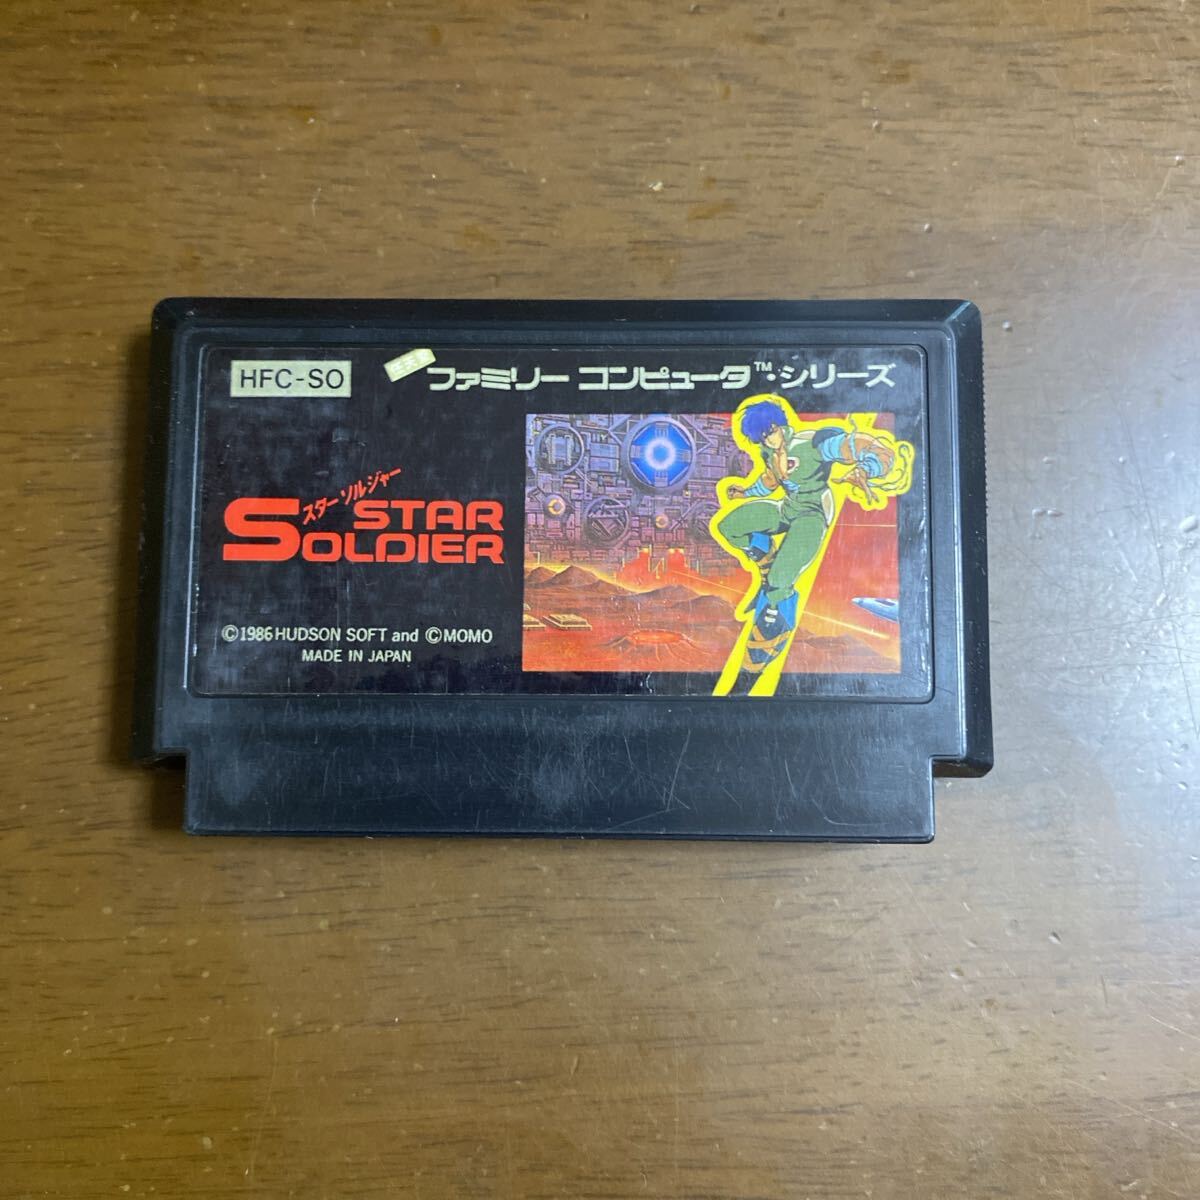 HFC-SO
ファミリー コンピュータ™・シリーズ
スター ソルジャー
STAR
SOLDIER
©1986 HUDSON SOFT and ©MOMO
MADE IN JAPAN